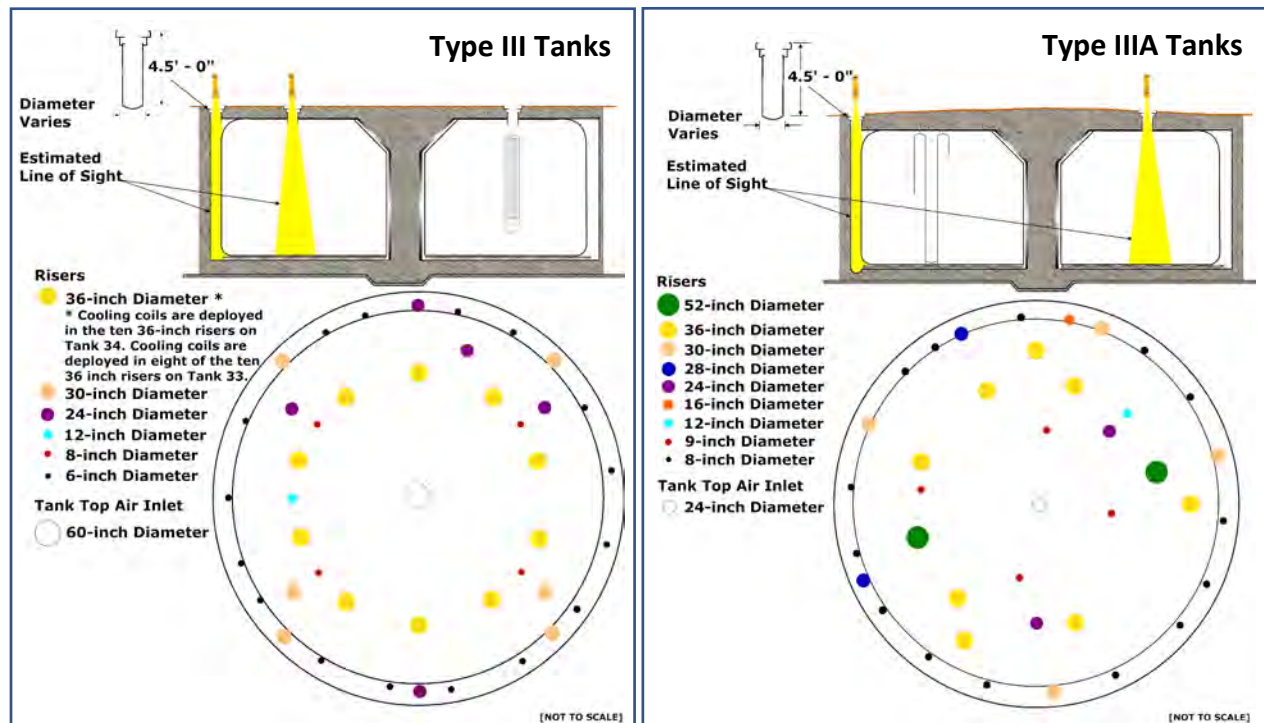 Type III Tanks
4.5' - 0"
Diameter
Varies
Estimated
Line of Sight
Risers
36-inch Diameter *
* Cooling coils are deployed
in the ten 36-inch risers on
Tank 34. Cooling coils are
deployed in eight of the ten
36 inch risers on Tank 33.
30-inch Diameter
24-inch Diameter
12-inch Diameter
8-inch Diameter
6-inch Diameter
Tank Top Air Inlet
60-inch Diameter
[NOT TO SCALE]
Type IIIA Tanks
4.5' - 0"
Diameter
Varies
Estimated
Line of Sight
Risers
52-inch Diameter
36-inch Diameter
30-inch Diameter
28-inch Diameter
24-inch Diameter
16-inch Diameter
12-inch Diameter
9-inch Diameter
8-inch Diameter
Tank Top Air Inlet
24-inch Diameter
[NOT TO SCALE]